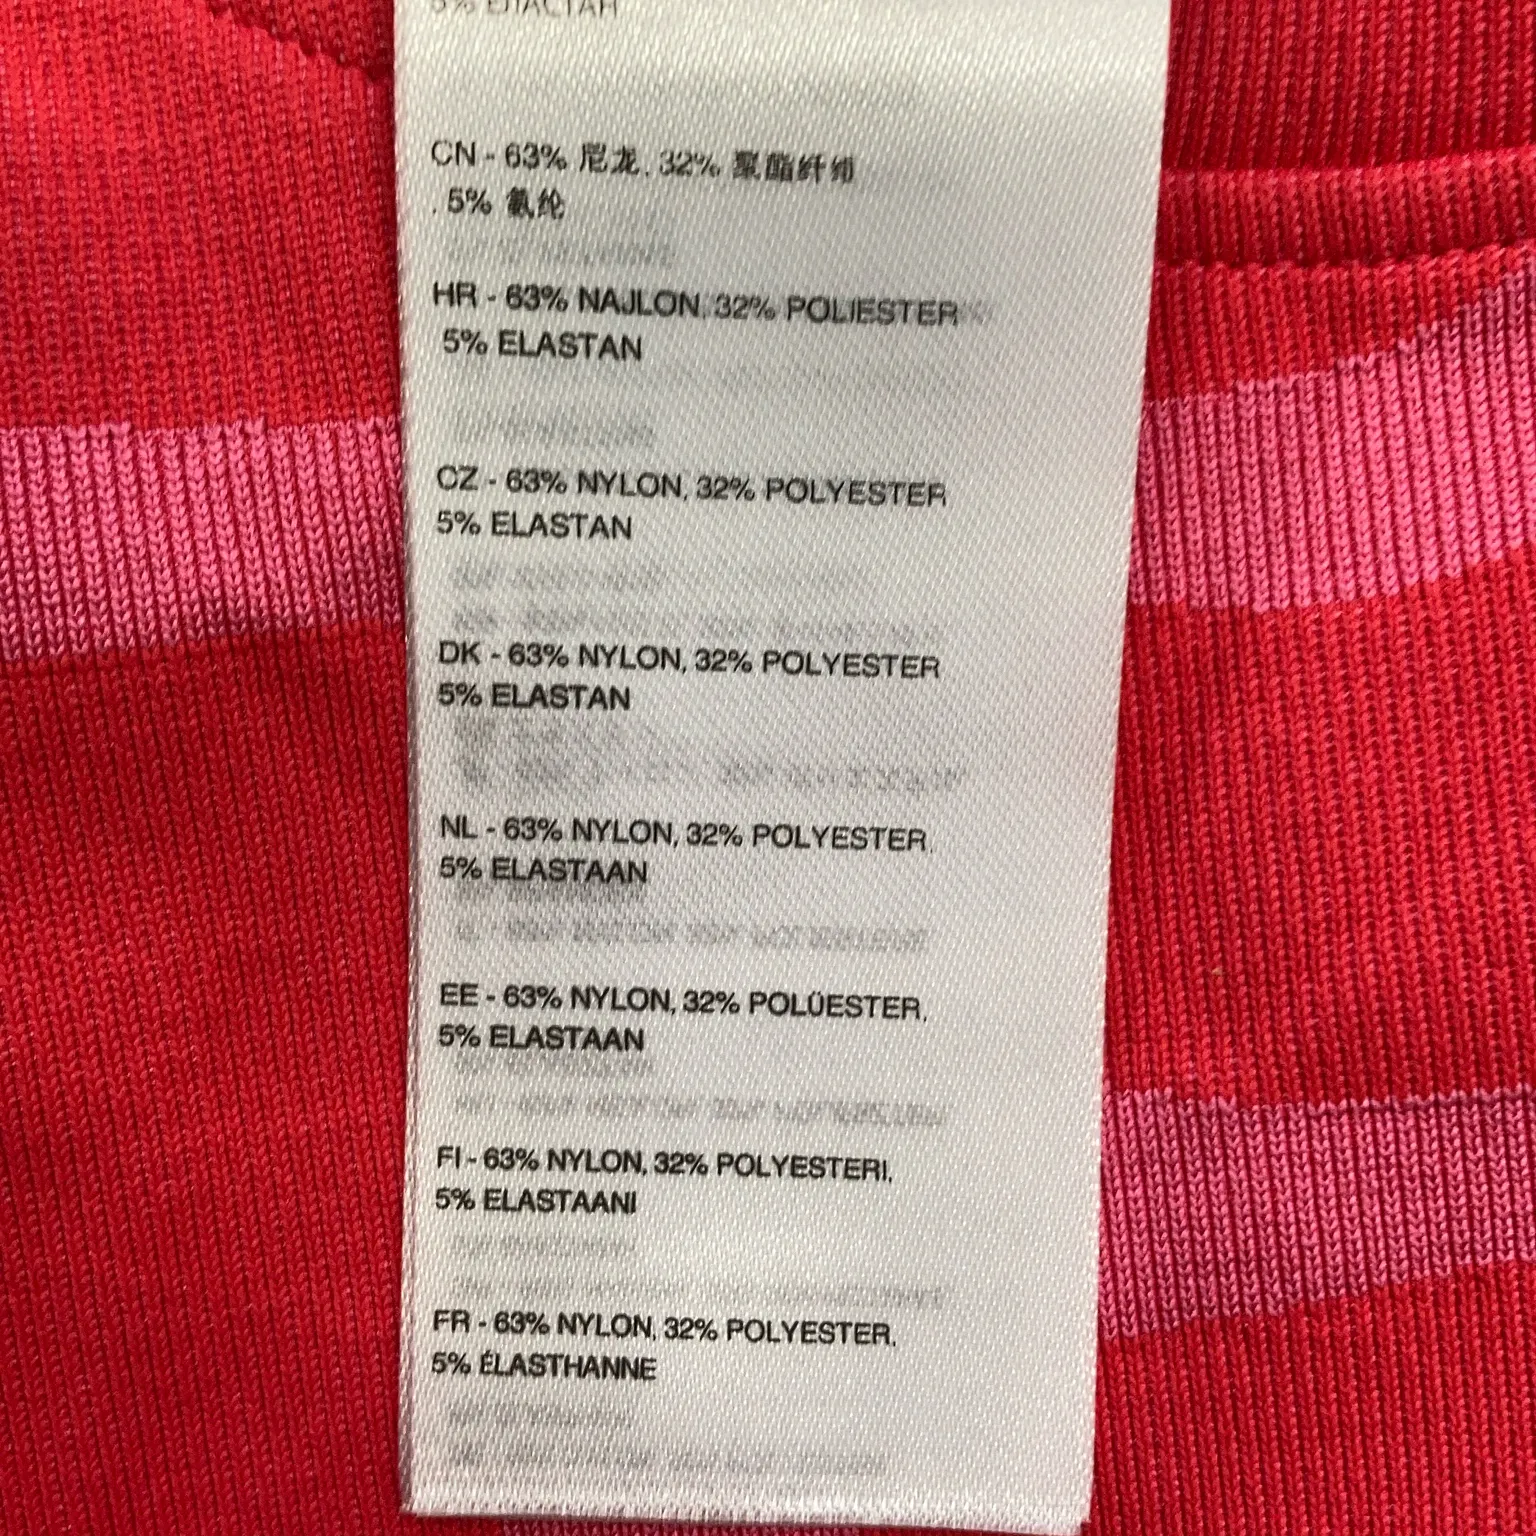 5% ЕЛАСТАН
CN - 63% 尼龙, 32% 聚酯纤维
, 5% 氨纶
HR - 63% NAJLON, 32% POLIESTER
5% ELASTAN
CZ - 63% NYLON, 32% POLYESTER
5% ELASTAN
DK - 63% NYLON, 32% POLYESTER
5% ELASTAN
NL - 63% NYLON, 32% POLYESTER,
5% ELASTAAN
EE - 63% NYLON, 32% POLÜESTER,
5% ELASTAAN
FI - 63% NYLON, 32% POLYESTERI,
5% ELASTAANI
FR - 63% NYLON, 32% POLYESTER,
5% ÉLASTHANNE